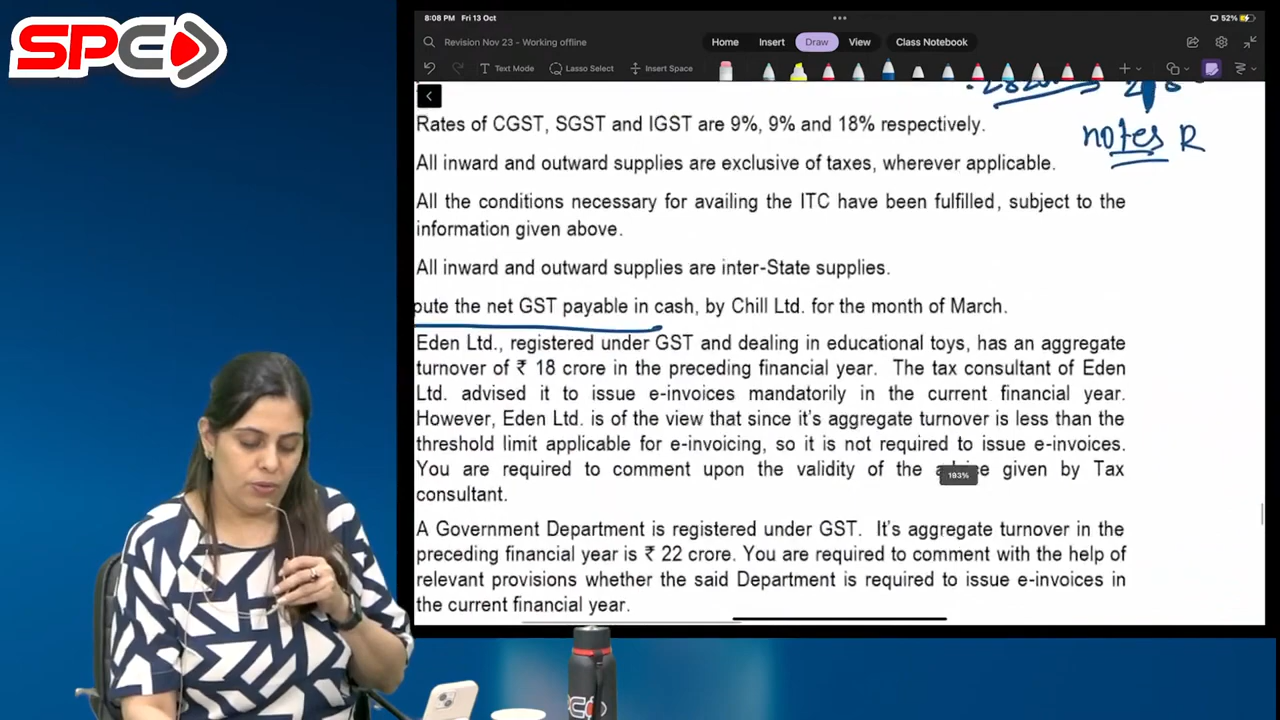 SPC
8:08 PM Fri 13 Oct
52%
Revision Nov 23 - Working offline
Home Insert Draw View Class Notebook
Text Mode Lasso Select Insert Space
notes R
Rates of CGST, SGST and IGST are 9%, 9% and 18% respectively.
All inward and outward supplies are exclusive of taxes, wherever applicable.
All the conditions necessary for availing the ITC have been fulfilled, subject to the
information given above.
All inward and outward supplies are inter-State supplies.
pute the net GST payable in cash, by Chill Ltd. for the month of March.
Eden Ltd., registered under GST and dealing in educational toys, has an aggregate
turnover of ₹ 18 crore in the preceding financial year. The tax consultant of Eden
Ltd. advised it to issue e-invoices mandatorily in the current financial year.
However, Eden Ltd. is of the view that since it's aggregate turnover is less than the
threshold limit applicable for e-invoicing, so it is not required to issue e-invoices.
You are required to comment upon the validity of the given by Tax
193%
consultant.
A Government Department is registered under GST. It's aggregate turnover in the
preceding financial year is ₹ 22 crore. You are required to comment with the help of
relevant provisions whether the said Department is required to issue e-invoices in
the current financial year.